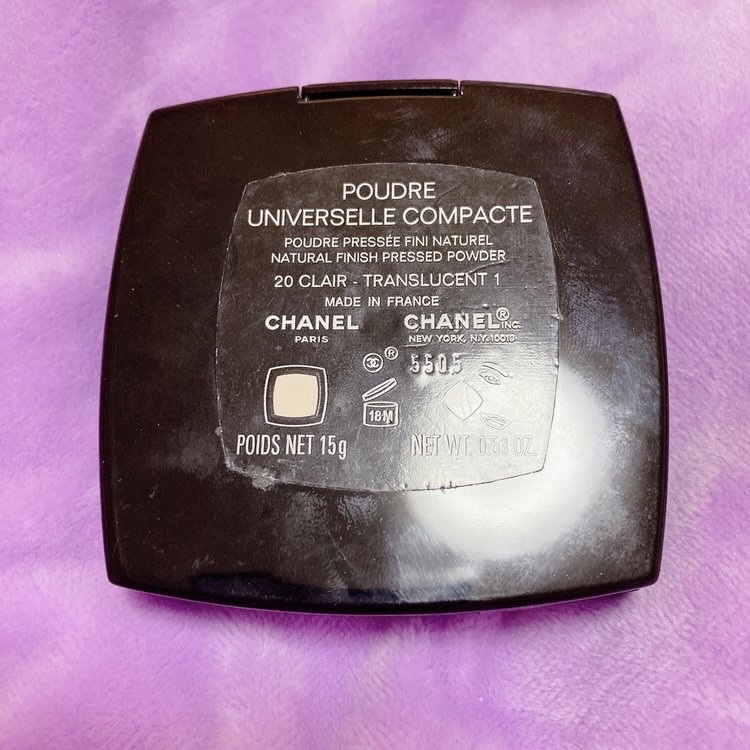 POUDRE
UNIVERSELLE COMPACTE
POUDRE PRESSÉE FINI NATUREL
NATURAL FINISH PRESSED POWDER
20 CLAIR - TRANSLUCENT 1
MADE IN FRANCE
CHANEL CHANEL® INC.
PARIS NEW YORK, N.Y. 10019
® 5505
18M
POIDS NET 15g NET WT. 0.53 OZ.